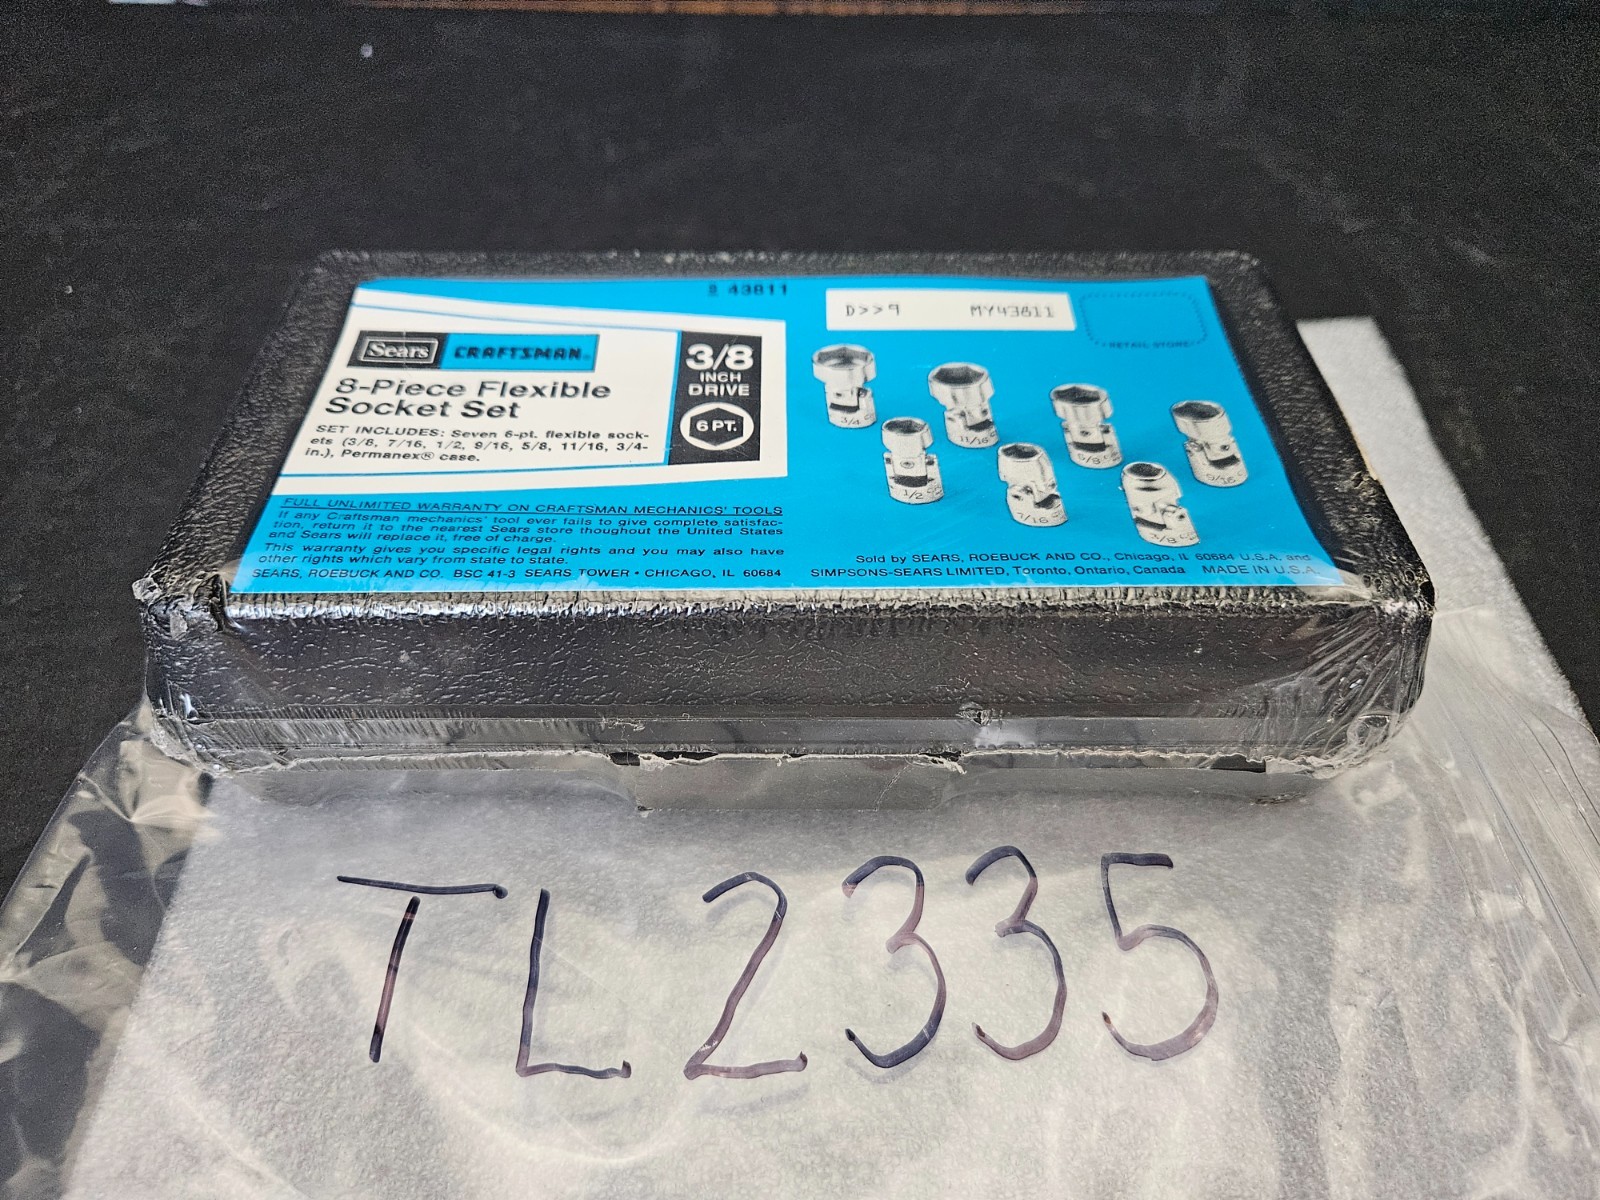 9 43811
D>>9 MY43811
RETAIL STORE
Sears CRAFTSMAN®
8-Piece Flexible
Socket Set
SET INCLUDES: Seven 6-pt. flexible sock-
ets (3/8, 7/16, 1/2, 9/16, 5/8, 11/16, 3/4-
in.), Permanex® case.
3/8
INCH
DRIVE
6 PT.
3/4
11/16
5/8
9/16
1/2
7/16
3/8
FULL UNLIMITED WARRANTY ON CRAFTSMAN MECHANICS' TOOLS
If any Craftsman mechanics' tool ever fails to give complete satisfac-
tion, return it to the nearest Sears store thoughout the United States
and Sears will replace it, free of charge.
This warranty gives you specific legal rights and you may also have
other rights which vary from state to state.
SEARS, ROEBUCK AND CO. BSC 41-3 SEARS TOWER • CHICAGO, IL 60684
Sold by SEARS, ROEBUCK AND CO., Chicago, IL 60684 U.S.A. and
SIMPSONS-SEARS LIMITED, Toronto, Ontario, Canada MADE IN U.S.A.
TL2335